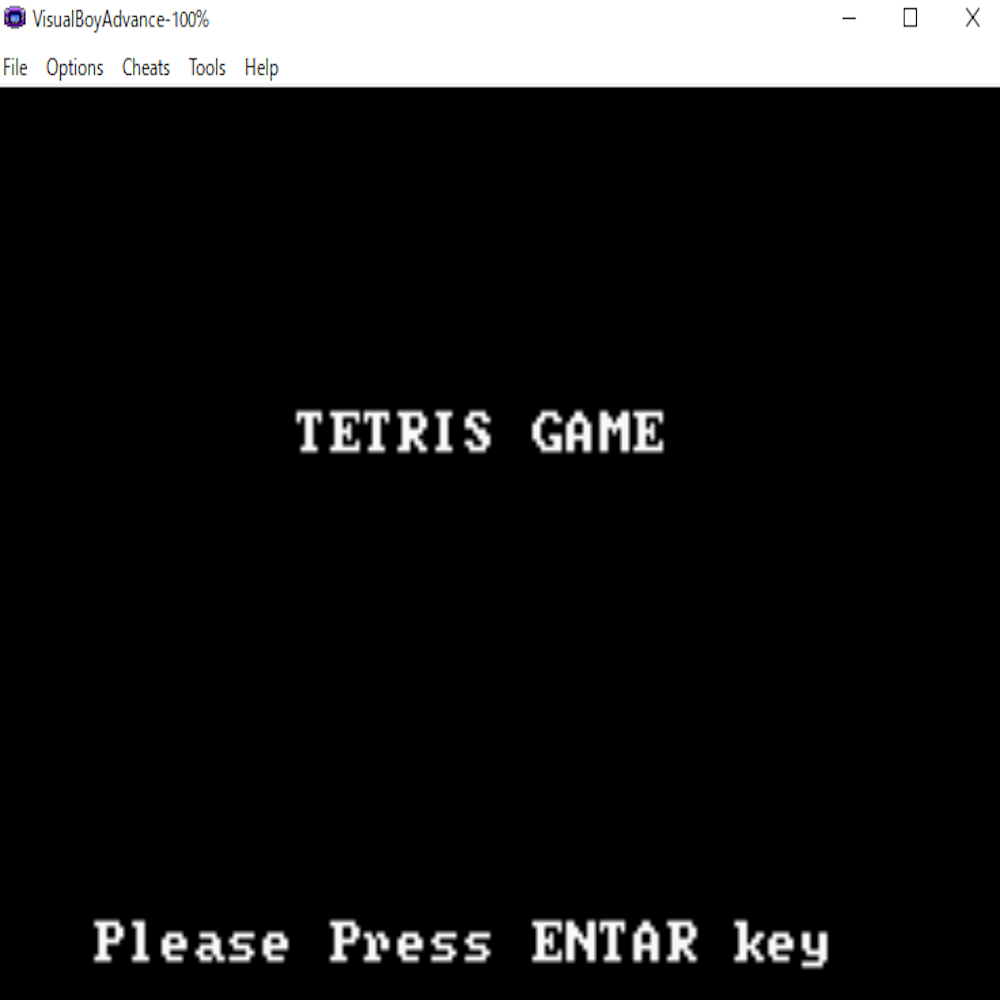 VisualBoyAdvance-100%
File Options Cheats Tools Help
TETRIS GAME
Please Press ENTAR key